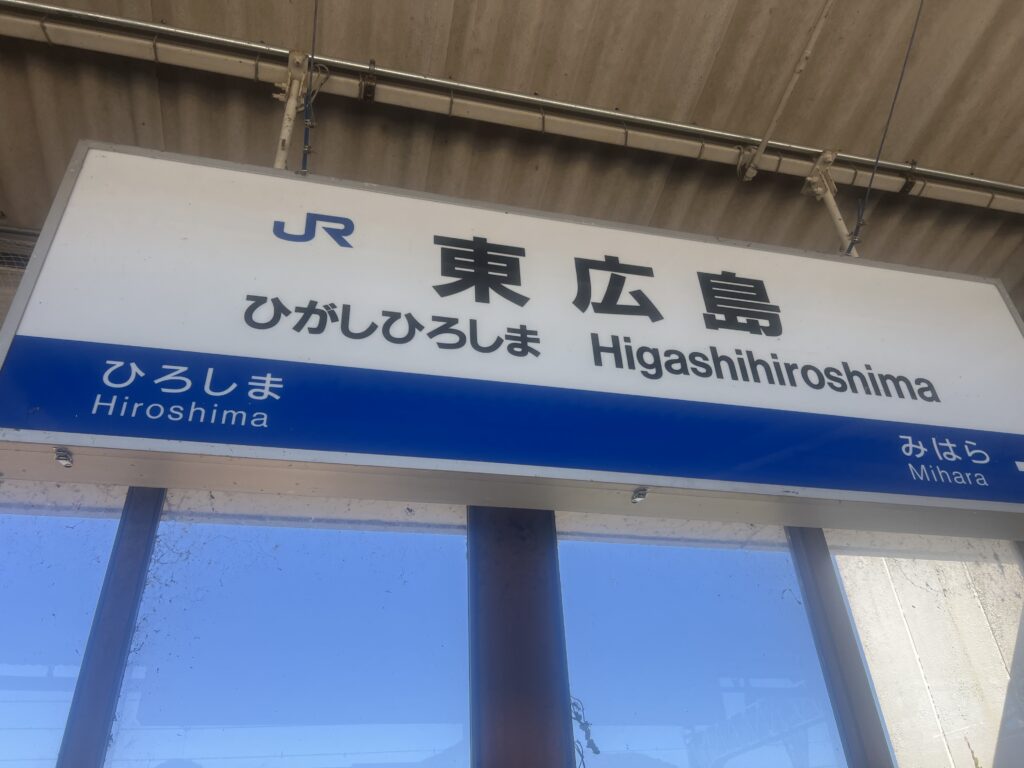 JR 東広島
ひがしひろしま Higashihiroshima
ひろしま みはら
Hiroshima Mihara